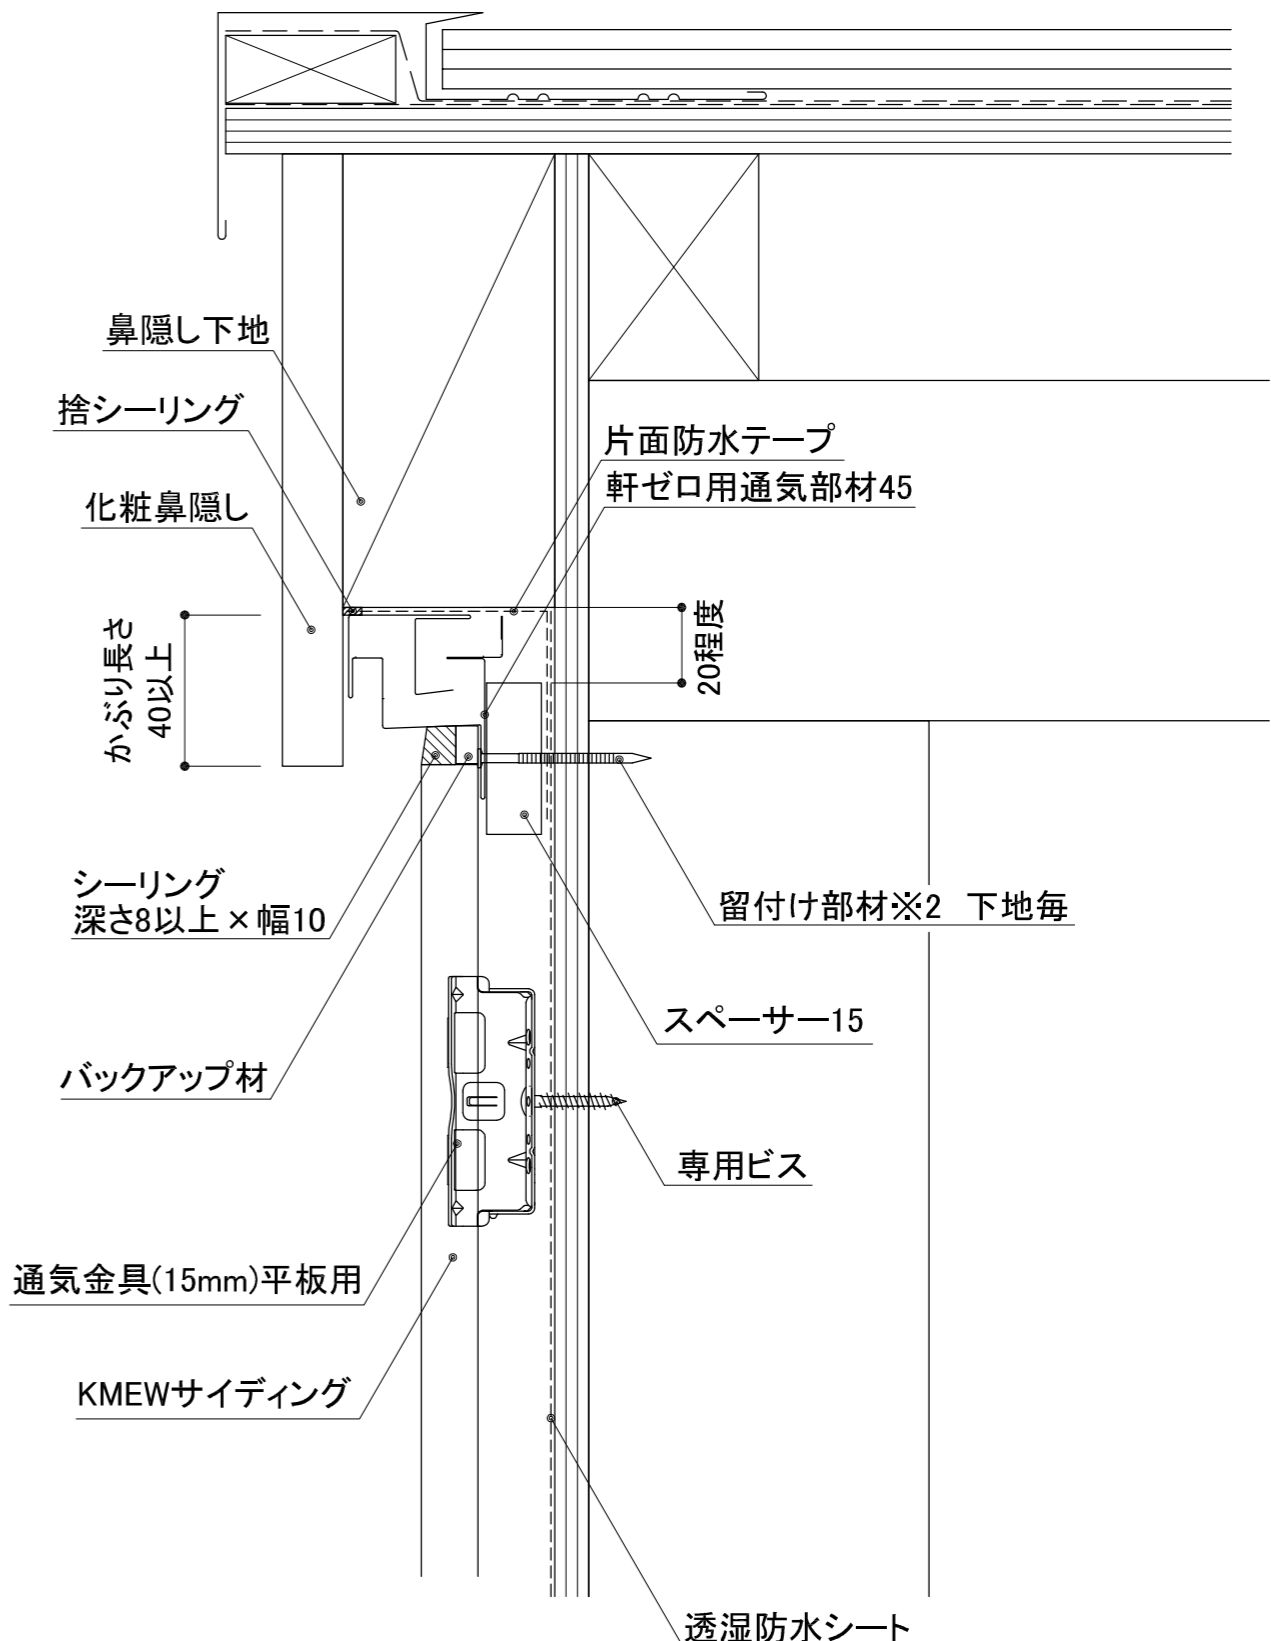 鼻隠し下地
捨シーリング
化粧鼻隠し
片面防水テープ
軒ゼロ用通気部材45
かぶり長さ
40以上
20程度
シーリング
深さ8以上×幅10
留付け部材※2 下地毎
スペーサー15
バックアップ材
専用ビス
通気金具(15mm)平板用
KMEWサイディング
透湿防水シート